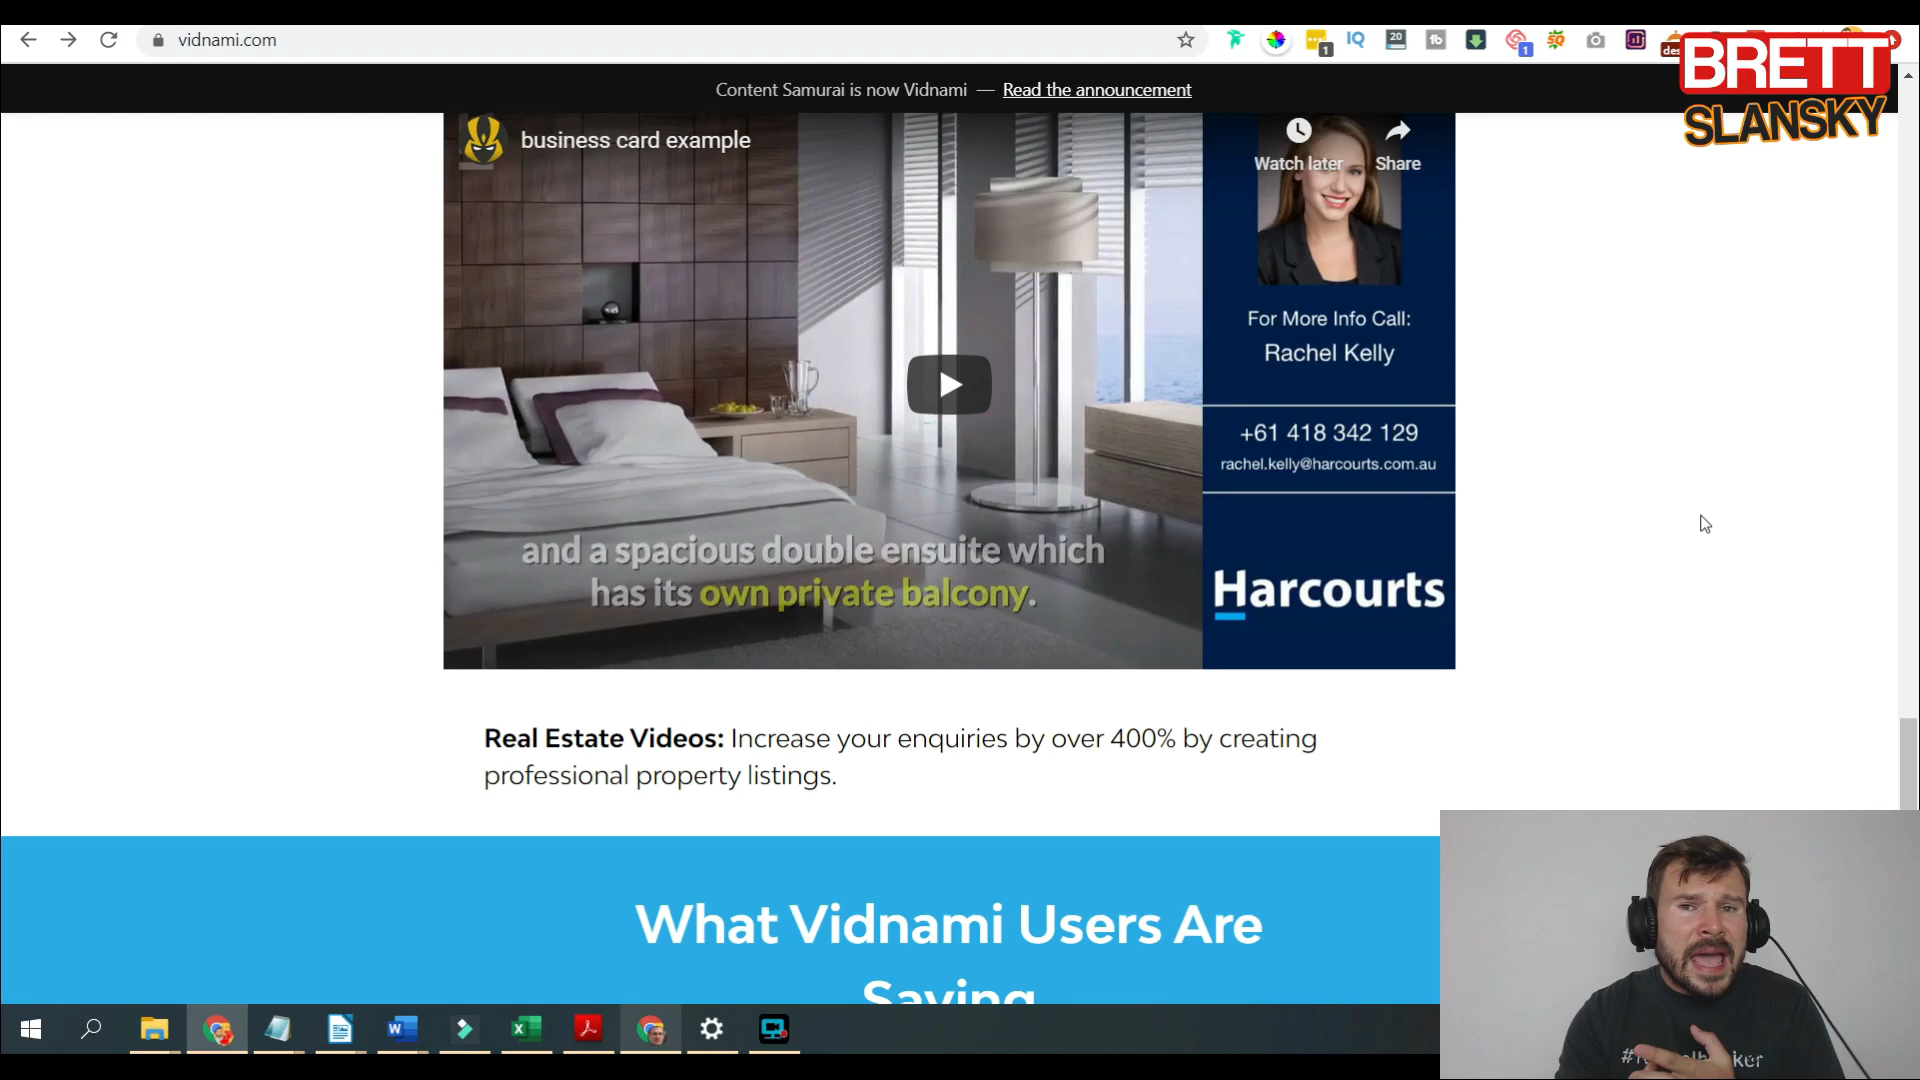 vidnami.com
BRETT
SLANSKY
Content Samurai is now Vidnami — Read the announcement
business card example
Watch later
Share
For More Info Call:
Rachel Kelly
+61 418 342 129
rachel.kelly@harcourts.com.au
Harcourts
and a spacious double ensuite which
has its own private balcony.
Real Estate Videos: Increase your enquiries by over 400% by creating
professional property listings.
What Vidnami Users Are
Saying